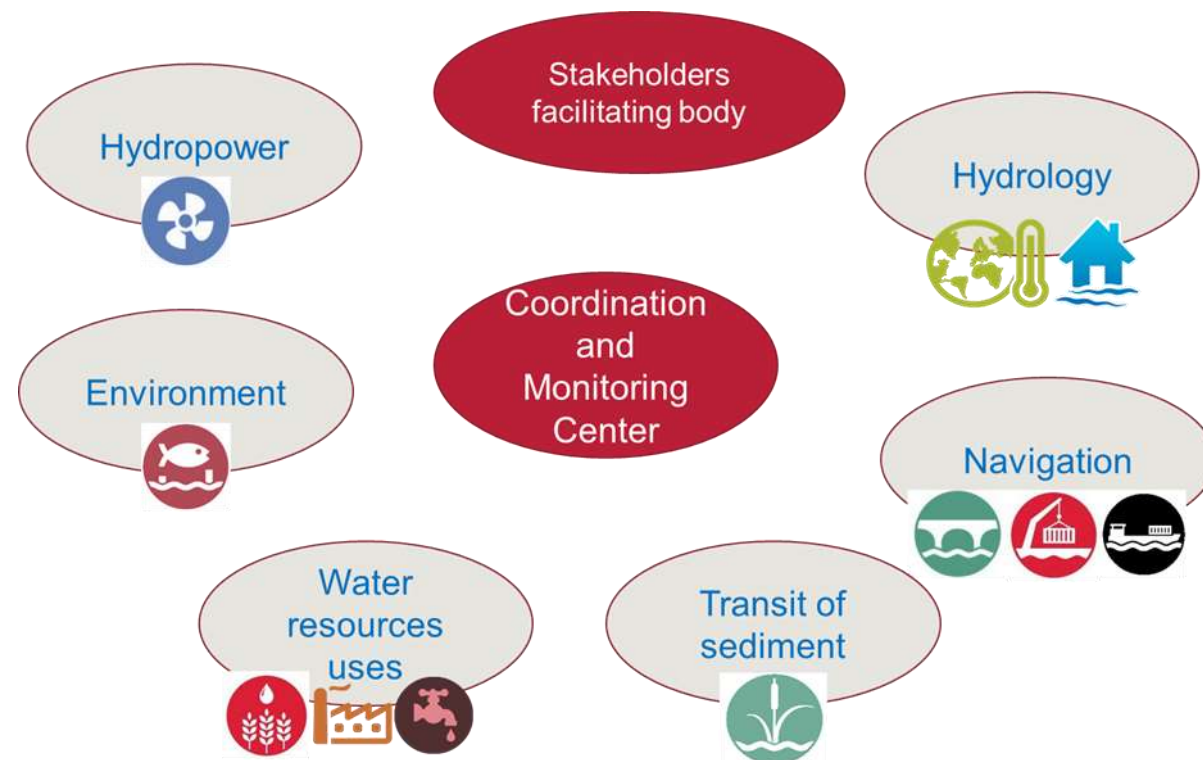 Stakeholders
facilitating body
Hydropower
Hydrology
Coordination
and
Monitoring
Center
Environment
Navigation
Water
resources
uses
Transit of
sediment